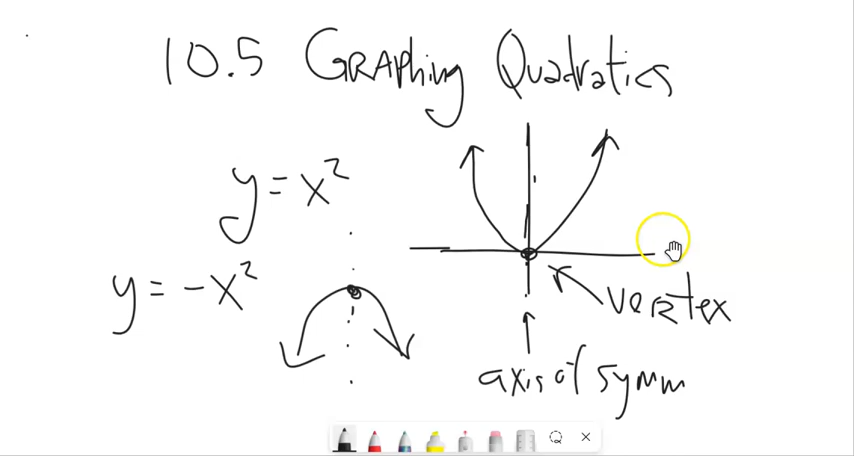 10.5 GRAPhing Quadratics
y = x²
y = -x²
vertex
axis of symm